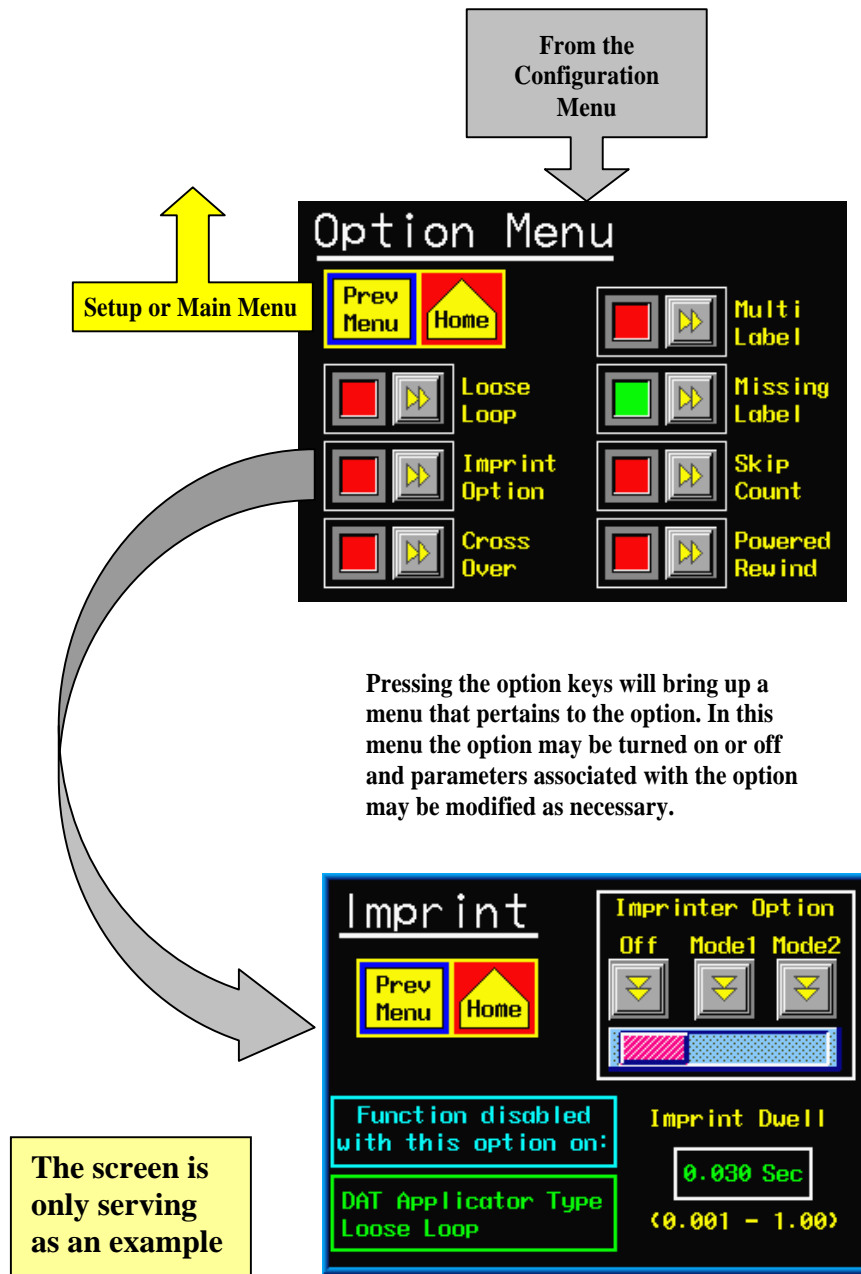 From the
Configuration
Menu
Option Menu
Setup or Main Menu
Prev
Menu
Home
Multi
Label
Loose
Loop
Missing
Label
Imprint
Option
Skip
Count
Cross
Over
Powered
Rewind
Pressing the option keys will bring up a
menu that pertains to the option. In this
menu the option may be turned on or off
and parameters associated with the option
may be modified as necessary.
Imprint
Prev
Menu
Home
Imprinter Option
Off Mode1 Mode2
Function disabled
with this option on:
DAT Applicator Type
Loose Loop
Imprint Dwell
0.030 Sec
(0.001 - 1.00)
The screen is
only serving
as an example